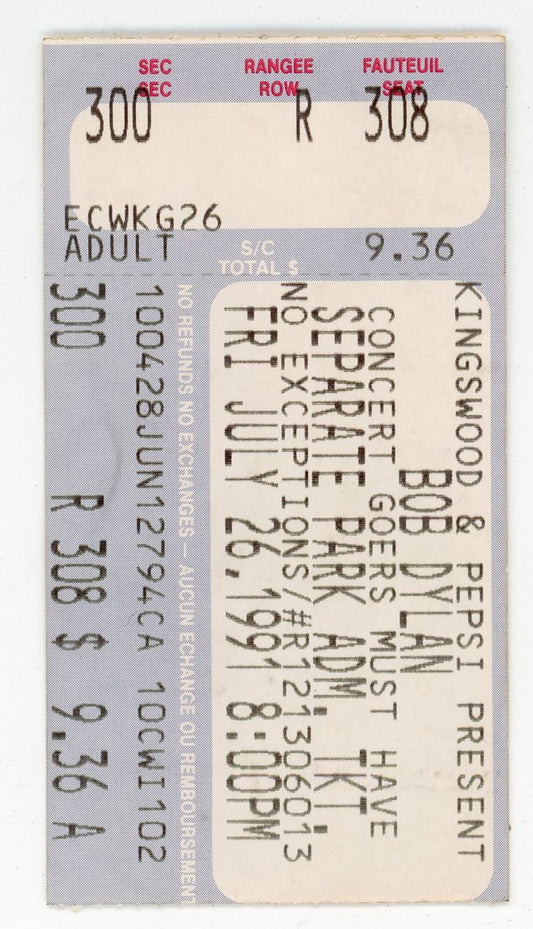 SEC RANGEE FAUTEUIL
SEC ROW SEAT
300 R 308
ECWKG26
ADULT S/C 9.36
TOTAL $
KINGSWOOD & PEPSI PRESENT
BOB DYLAN
CONCERT GOERS MUST HAVE
SEPARATE PARK ADM. TKT.
NO EXCEPTIONS/#R121306013
FRI JULY 26,1991 8:00PM
NO REFUNDS NO EXCHANGES — AUCUN ECHANGE OU REMBOURSEMENT
100428JUN12794CA 10CWI102
300 R 308 $ 9.36 A